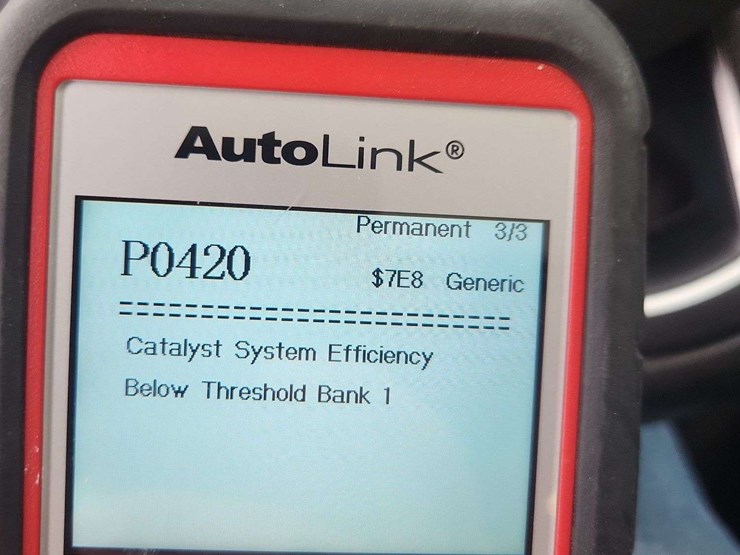 AutoLink®
Permanent 3/3
P0420
$7E8 Generic
==========================
Catalyst System Efficiency
Below Threshold Bank 1